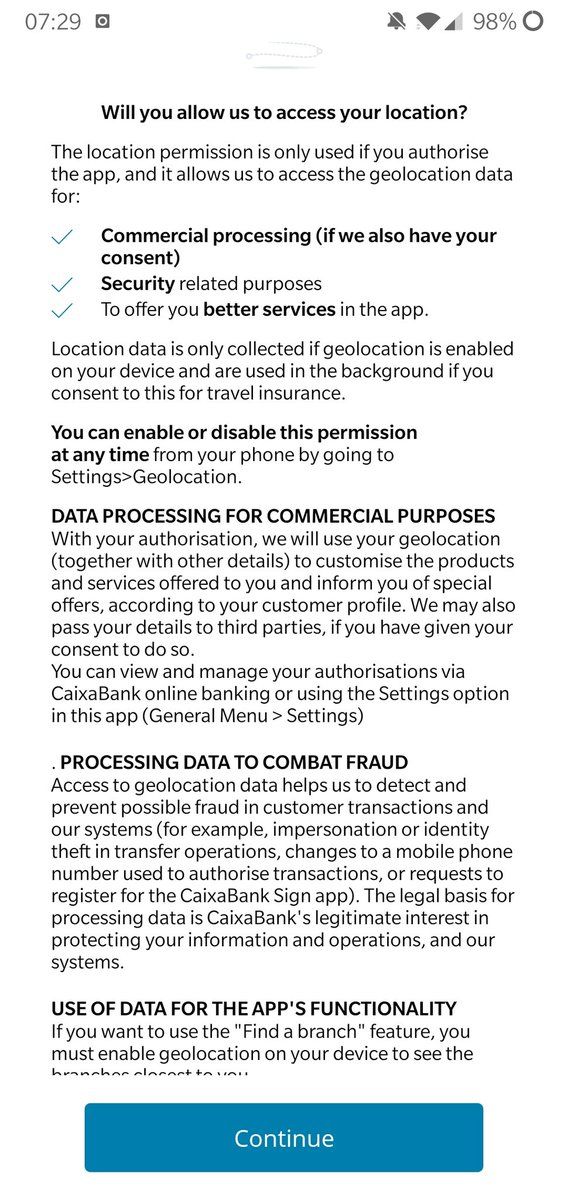 07:29
98%
Will you allow us to access your location?
The location permission is only used if you authorise
the app, and it allows us to access the geolocation data
for:
Commercial processing (if we also have your
consent)
Security related purposes
To offer you better services in the app.
Location data is only collected if geolocation is enabled
on your device and are used in the background if you
consent to this for travel insurance.
You can enable or disable this permission
at any time from your phone by going to
Settings>Geolocation.
DATA PROCESSING FOR COMMERCIAL PURPOSES
With your authorisation, we will use your geolocation
(together with other details) to customise the products
and services offered to you and inform you of special
offers, according to your customer profile. We may also
pass your details to third parties, if you have given your
consent to do so.
You can view and manage your authorisations via
CaixaBank online banking or using the Settings option
in this app (General Menu > Settings)
. PROCESSING DATA TO COMBAT FRAUD
Access to geolocation data helps us to detect and
prevent possible fraud in customer transactions and
our systems (for example, impersonation or identity
theft in transfer operations, changes to a mobile phone
number used to authorise transactions, or requests to
register for the CaixaBank Sign app). The legal basis for
processing data is CaixaBank's legitimate interest in
protecting your information and operations, and our
systems.
USE OF DATA FOR THE APP'S FUNCTIONALITY
If you want to use the "Find a branch" feature, you
must enable geolocation on your device to see the
branches closest to you
Continue